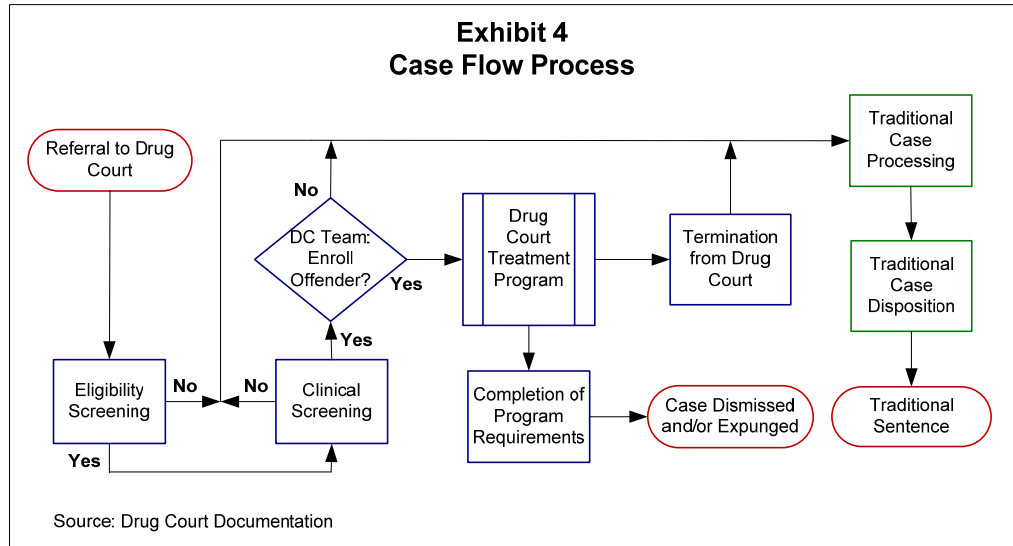 Exhibit 4
Case Flow Process
Referral to Drug
Court
Traditional
Case
Processing
No
DC Team:
Enroll
Offender?
Yes
Drug
Court
Treatment
Program
Termination
from Drug
Court
Traditional
Case
Disposition
Yes
Eligibility
Screening
No
No
Clinical
Screening
Yes
Completion of
Program
Requirements
Case Dismissed
and/or Expunged
Traditional
Sentence
Source: Drug Court Documentation